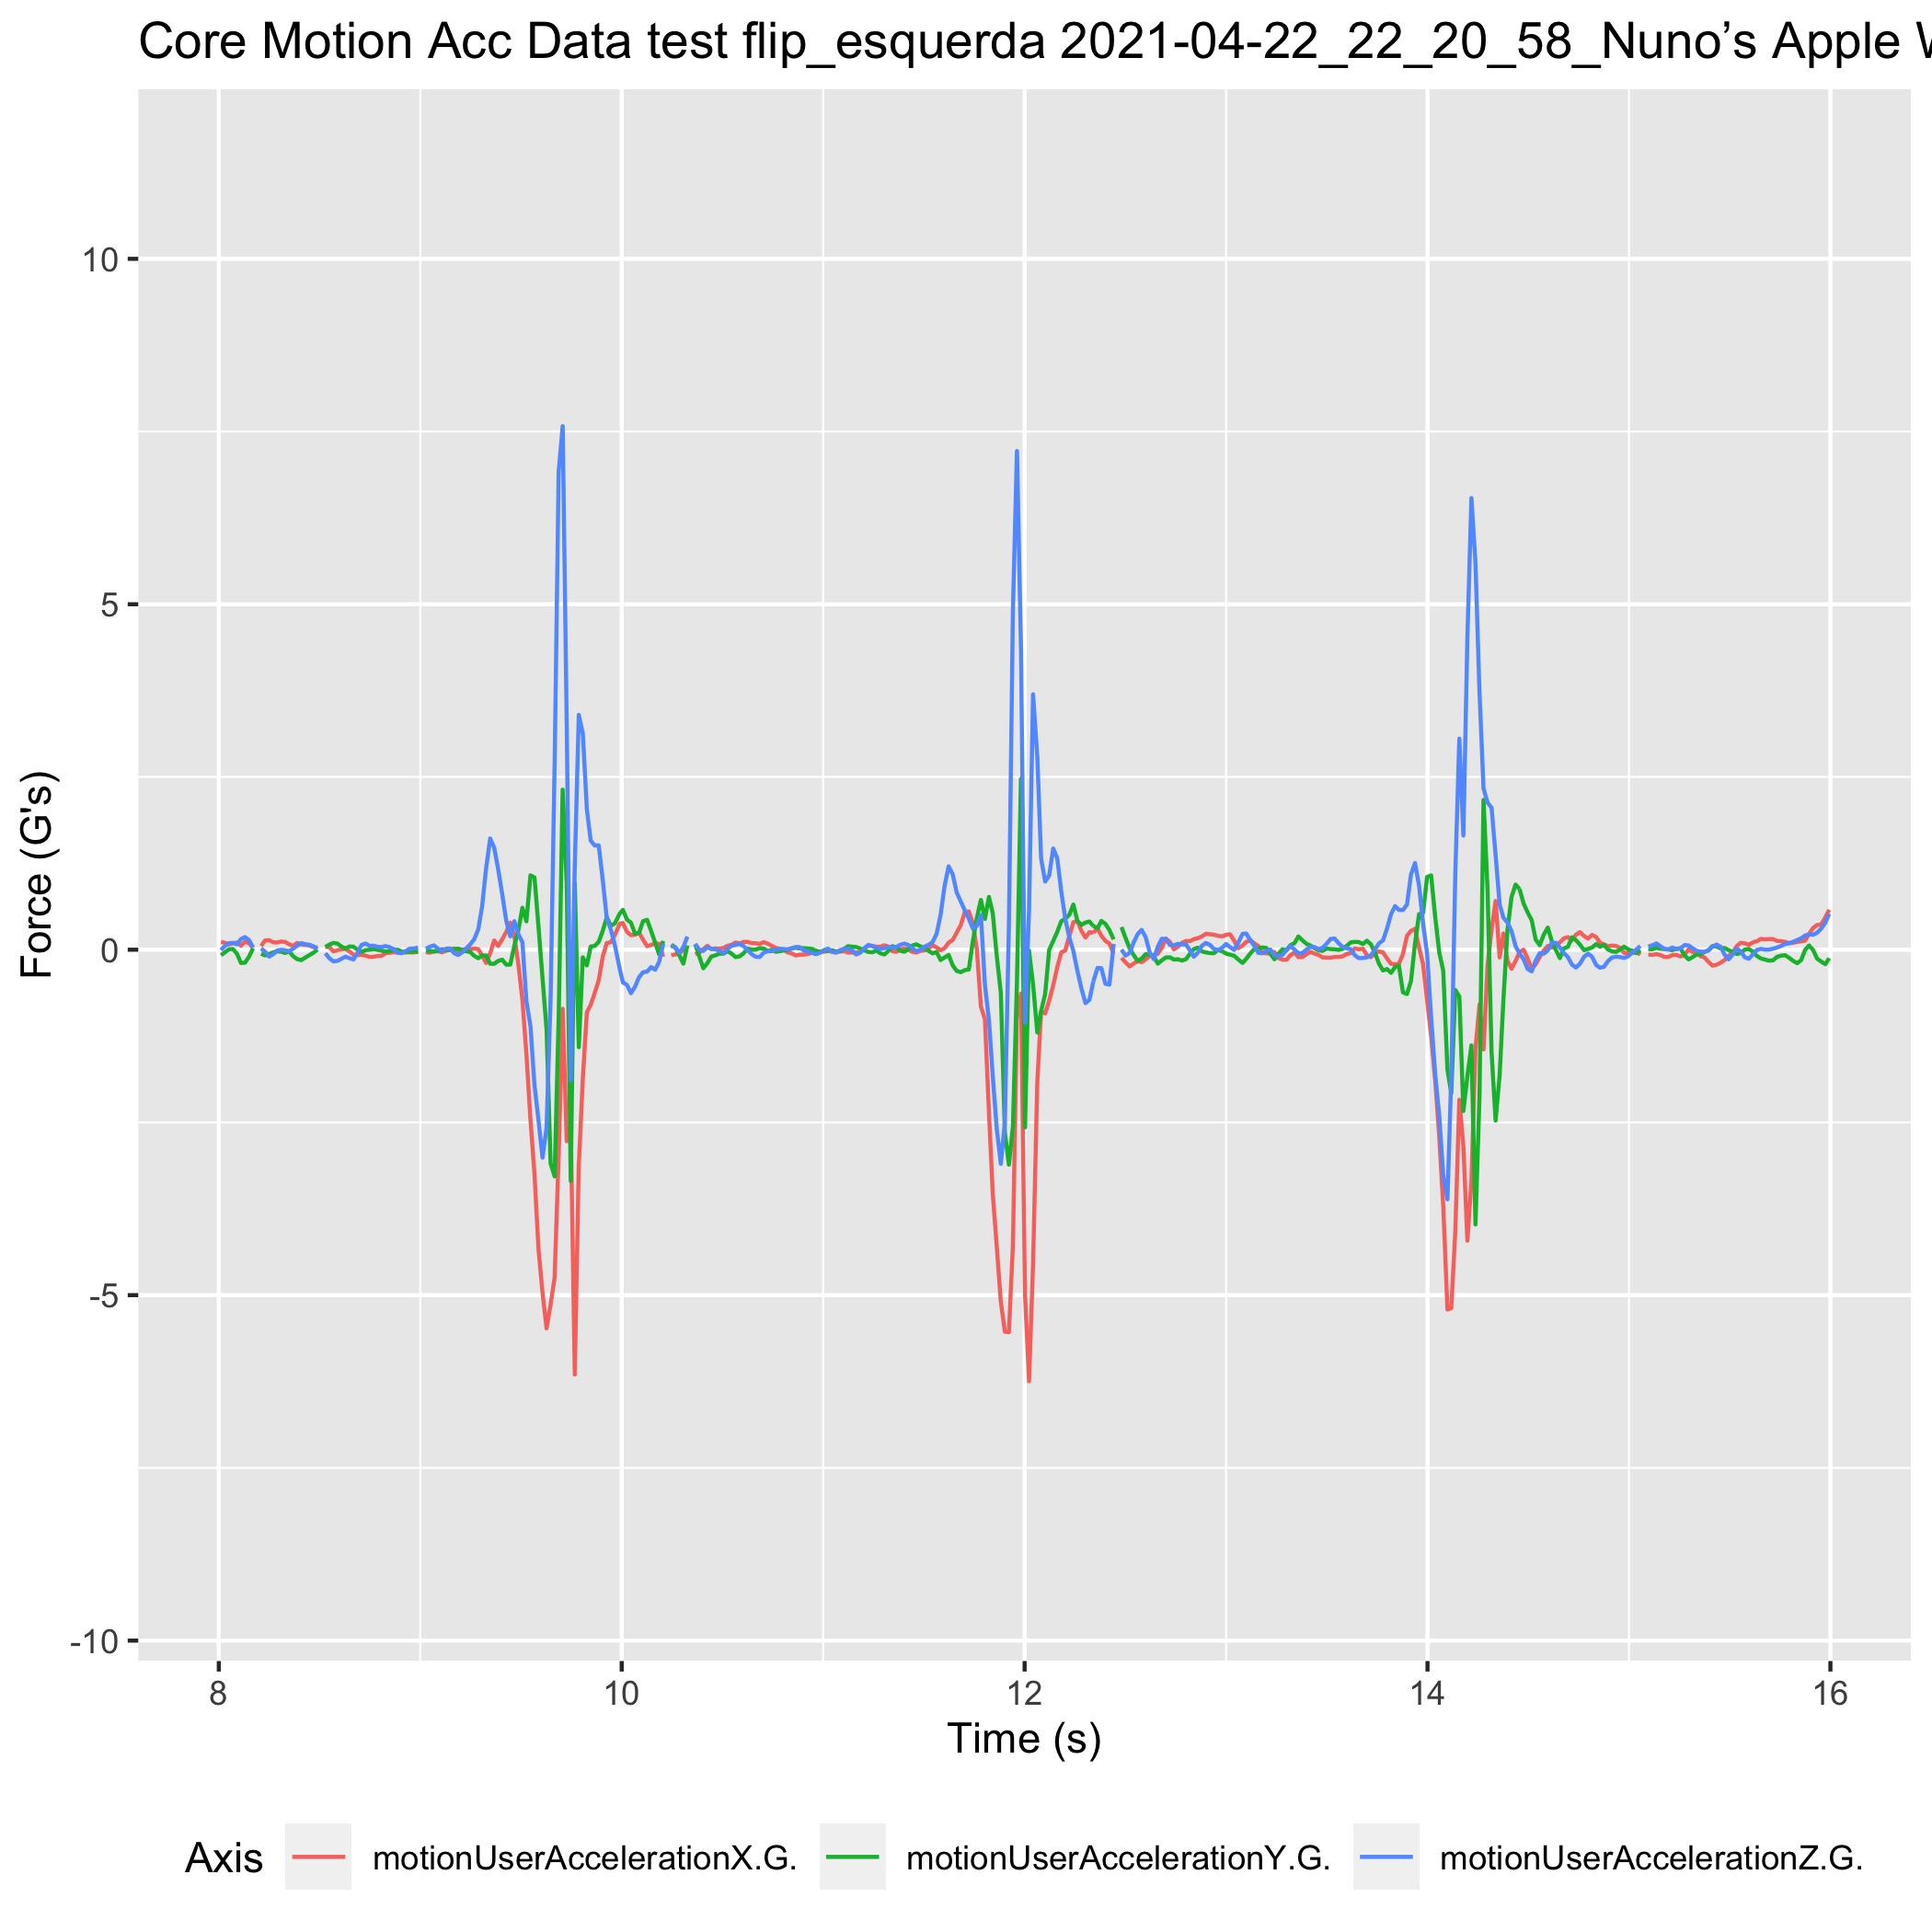 Core Motion Acc Data test flip_esquerda 2021-04-22_22_20_58_Nuno’s Apple
Force (G's)
10
5
0
-5
-10
8 10 12 14 16
Time (s)
Axis motionUserAccelerationX.G. motionUserAccelerationY.G. motionUserAccelerationZ.G.